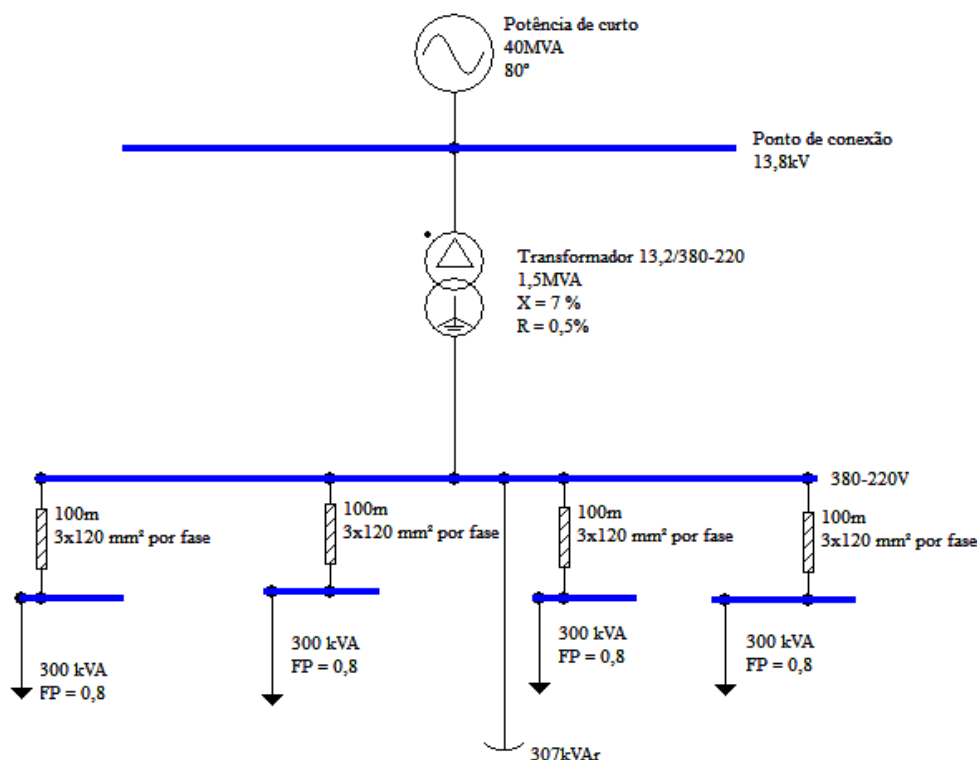 Potência de curto
40MVA
80°
Ponto de conexão
13,8kV
Transformador 13,2/380-220
1,5MVA
X = 7 %
R = 0,5%
380-220V
100m
3x120 mm² por fase
100m
3x120 mm² por fase
100m
3x120 mm² por fase
100m
3x120 mm² por fase
300 kVA
FP = 0,8
300 kVA
FP = 0,8
300 kVA
FP = 0,8
300 kVA
FP = 0,8
307kVAr